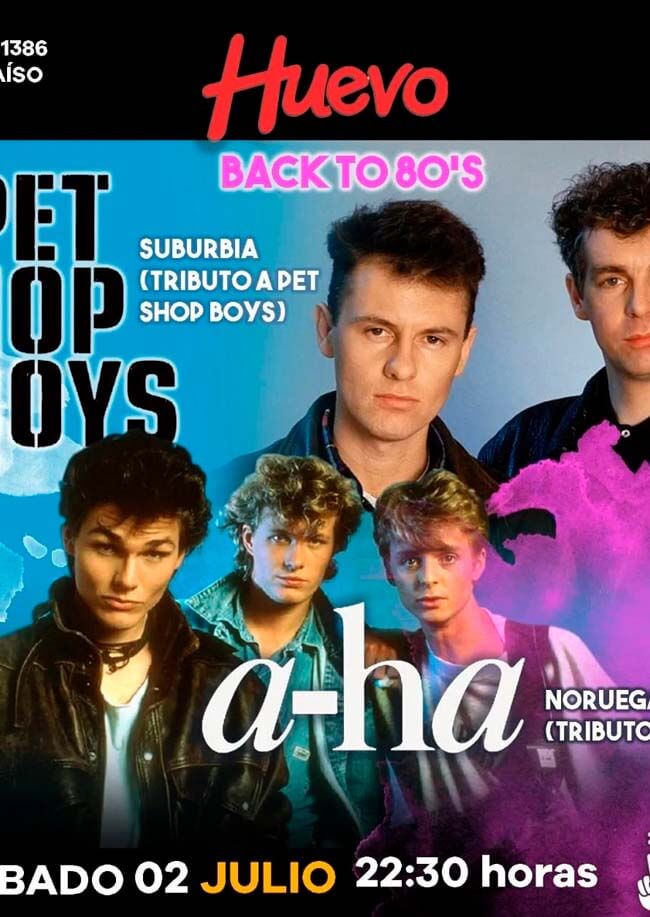 1386
AÍSO
Huevo
BACK TO 80'S
PET
HOP
BOYS
SUBURBIA
(TRIBUTO A PET
SHOP BOYS)
a-ha
NORUEGA
(TRIBUTO
BADO 02 JULIO 22:30 horas